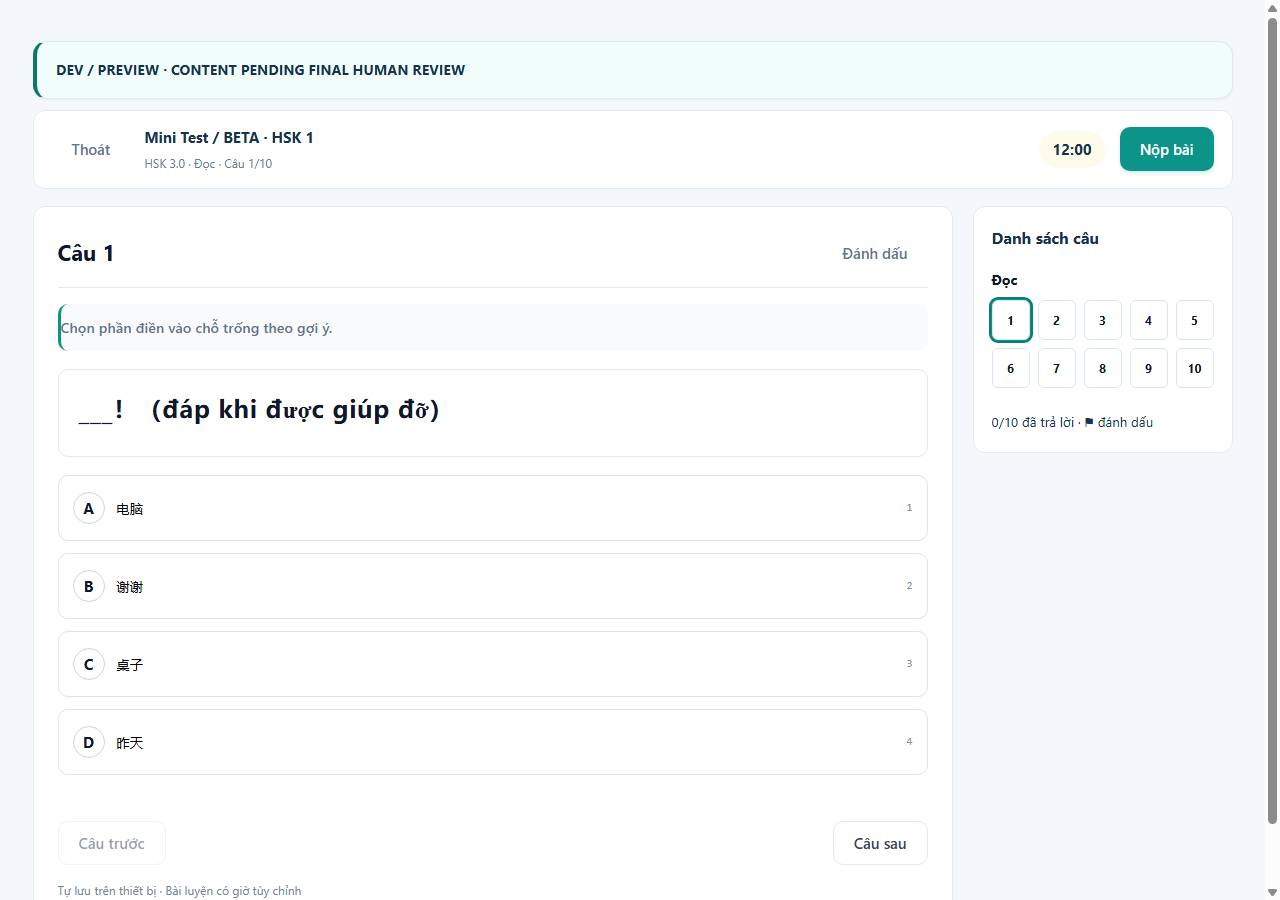 DEV / PREVIEW · CONTENT PENDING FINAL HUMAN REVIEW
Thoát
Mini Test / BETA · HSK 1
HSK 3.0 · Đọc · Câu 1/10
12:00
Nộp bài
Câu 1
Đánh dấu
Chọn phần điền vào chỗ trống theo gợi ý.
___！（đáp khi được giúp đỡ）
A 电脑 1
B 谢谢 2
C 桌子 3
D 昨天 4
Câu trước
Câu sau
Tự lưu trên thiết bị · Bài luyện có giờ tùy chỉnh
Danh sách câu
Đọc
1 2 3 4 5
6 7 8 9 10
0/10 đã trả lời · ⚑ đánh dấu